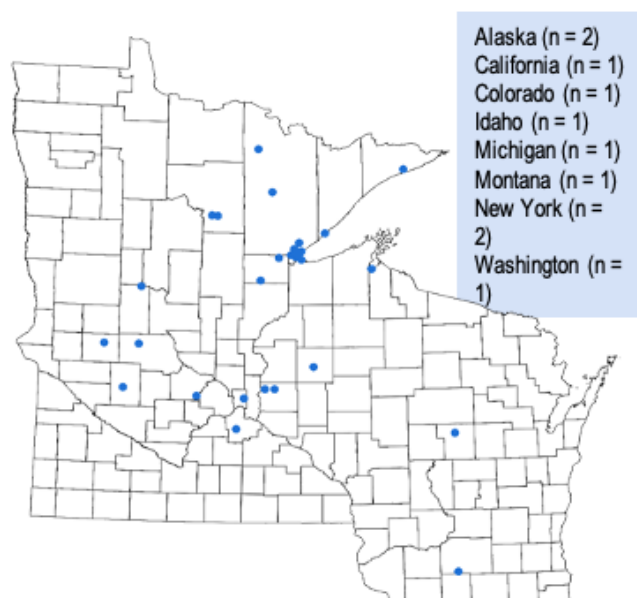 Alaska (n = 2)
California (n = 1)
Colorado (n = 1)
Idaho (n = 1)
Michigan (n = 1)
Montana (n = 1)
New York (n =
2)
Washington (n =
1)